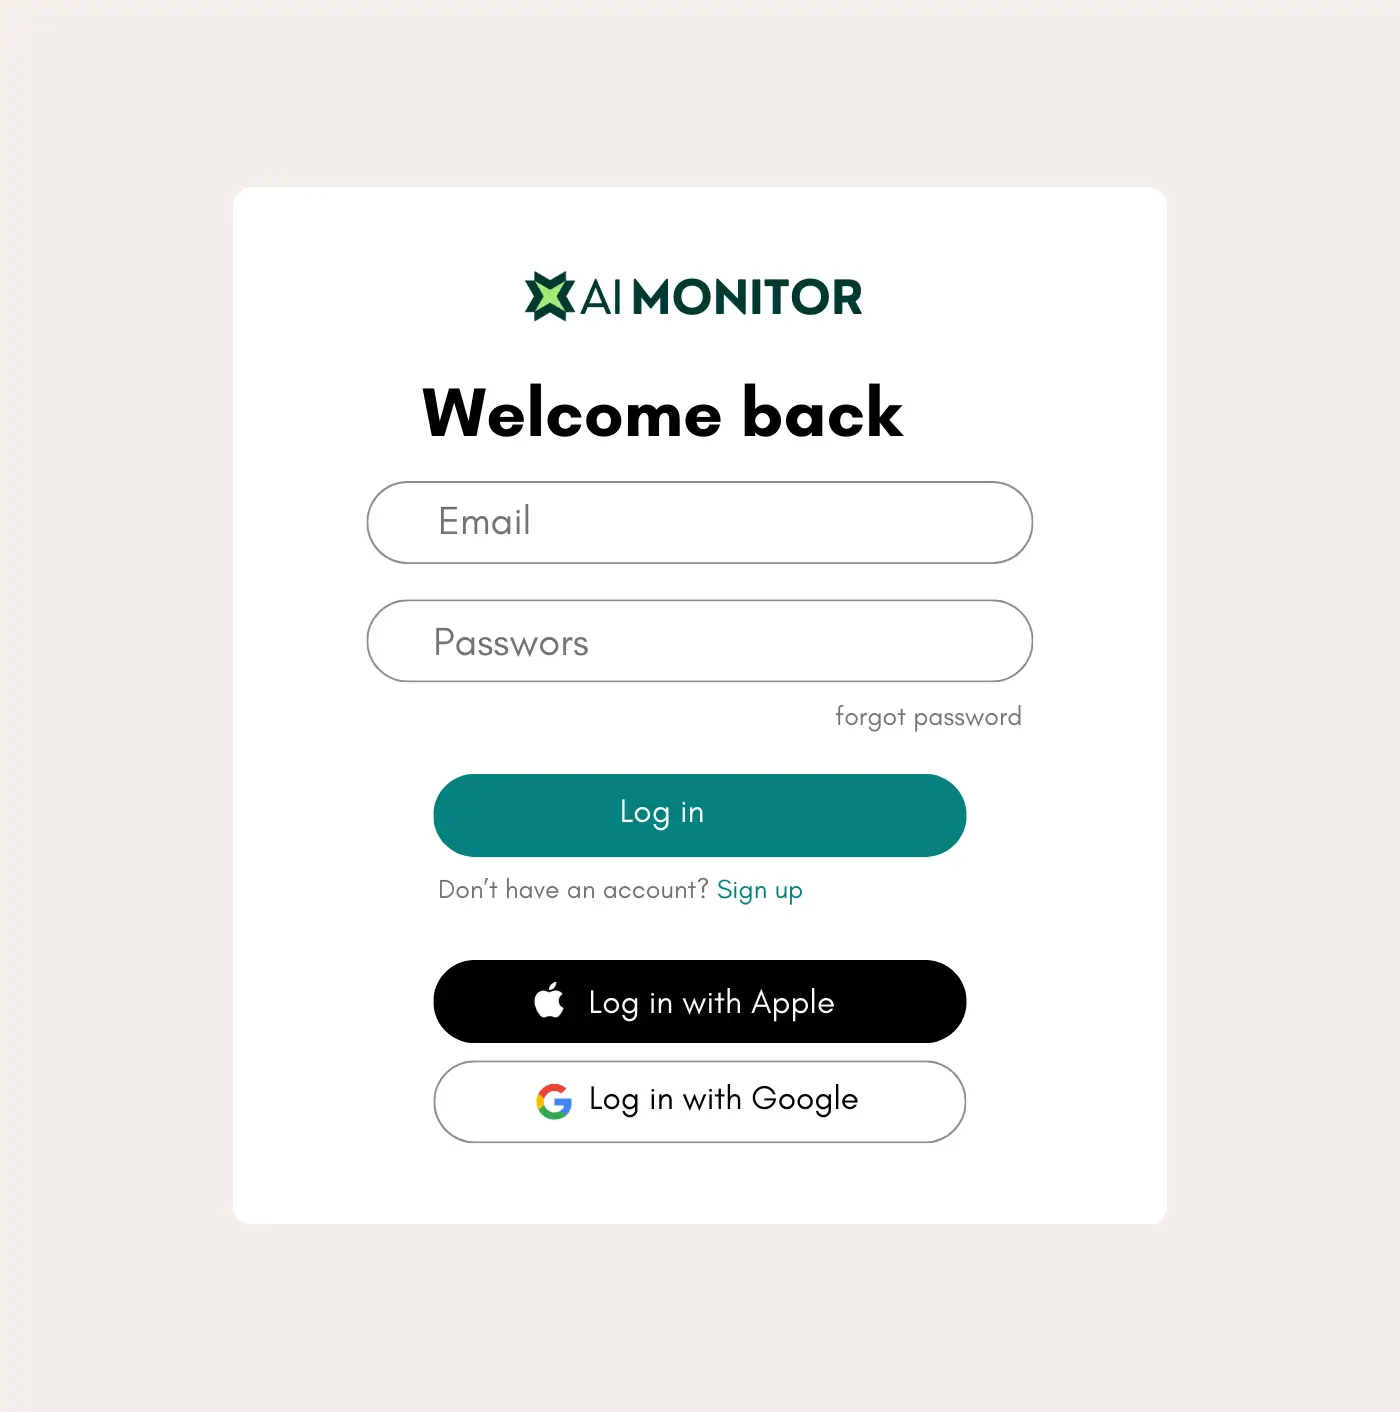 AI MONITOR
Welcome back
Email
Passwors
forgot password
Log in
Don’t have an account? Sign up
Log in with Apple
Log in with Google